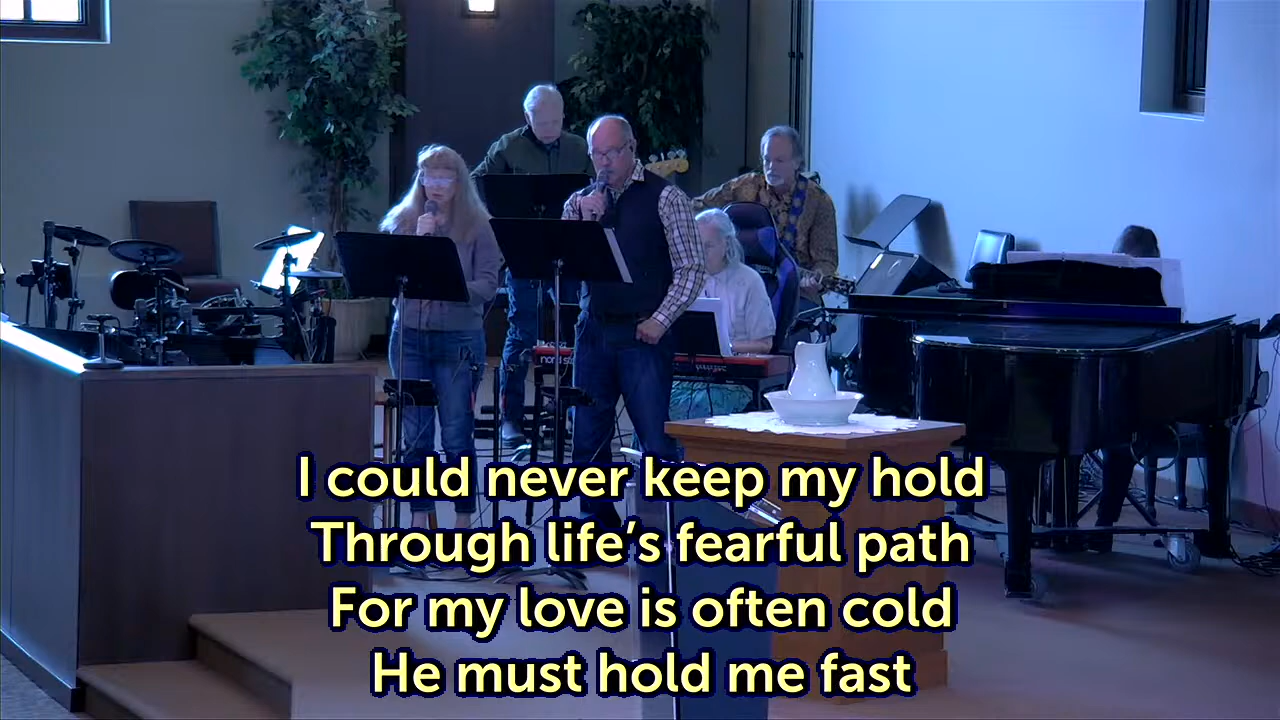 I could never keep my hold
Through life's fearful path
For my love is often cold
He must hold me fast
nord